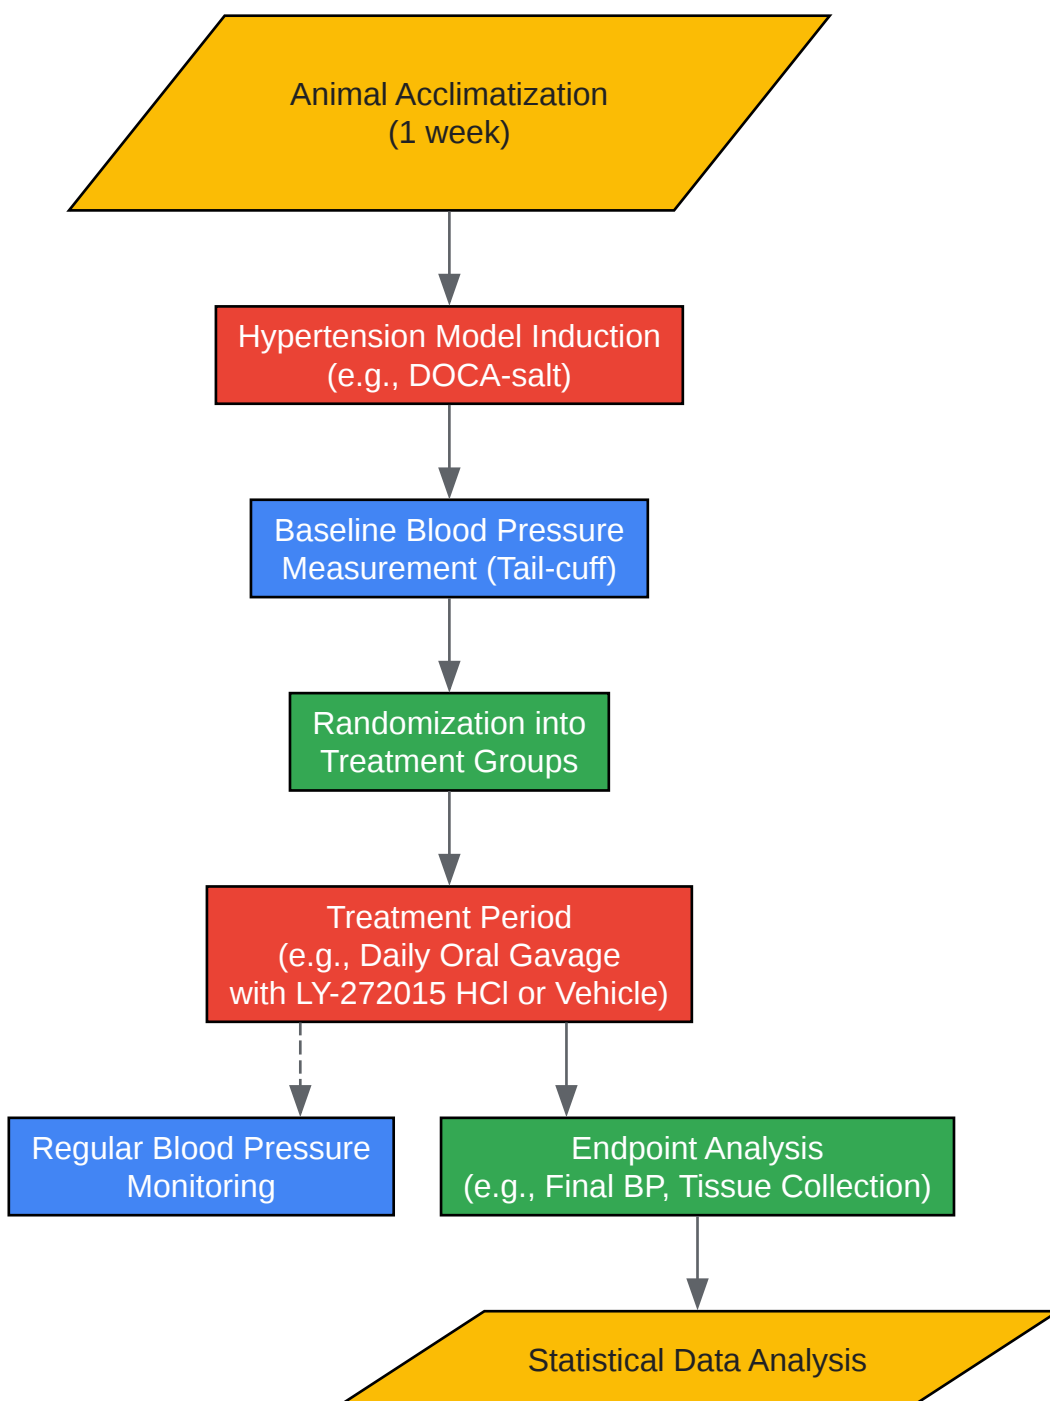 Animal Acclimatization
(1 week)
Hypertension Model Induction
(e.g., DOCA-salt)
Baseline Blood Pressure
Measurement (Tail-cuff)
Randomization into
Treatment Groups
Treatment Period
(e.g., Daily Oral Gavage
with LY-272015 HCl or Vehicle)
Regular Blood Pressure
Monitoring
Endpoint Analysis
(e.g., Final BP, Tissue Collection)
Statistical Data Analysis